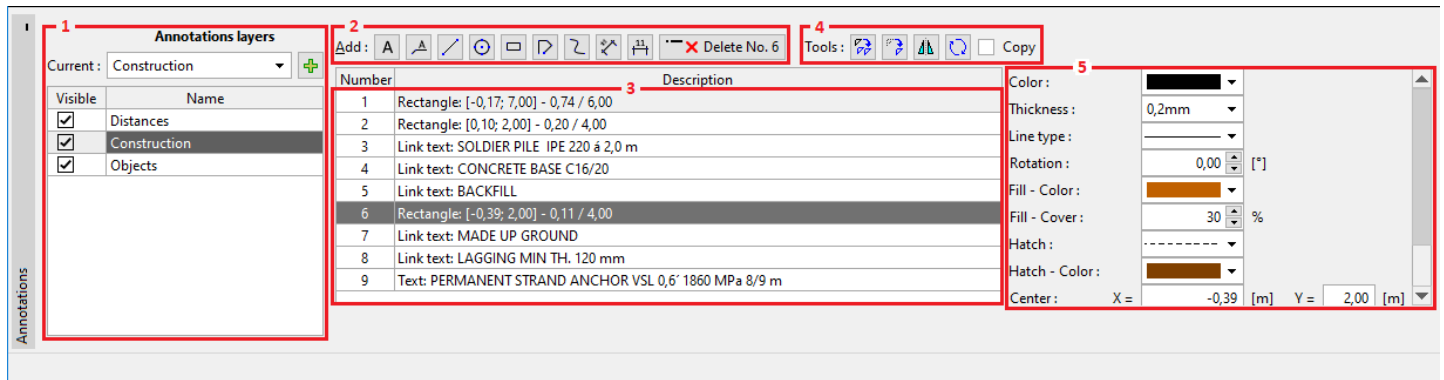 1
Annotations layers
Current : Construction
Visible Name
Distances
Construction
Objects
Annotations
2
Add : A A 11 Delete No. 6
4
Tools : Copy
Number Description
3
1 Rectangle: [-0,17; 7,00] - 0,74 / 6,00
2 Rectangle: [0,10; 2,00] - 0,20 / 4,00
3 Link text: SOLDIER PILE IPE 220 á 2,0 m
4 Link text: CONCRETE BASE C16/20
5 Link text: BACKFILL
6 Rectangle: [-0,39; 2,00] - 0,11 / 4,00
7 Link text: MADE UP GROUND
8 Link text: LAGGING MIN TH. 120 mm
9 Text: PERMANENT STRAND ANCHOR VSL 0,6´ 1860 MPa 8/9 m
5
Color :
Thickness : 0,2mm
Line type :
Rotation : 0,00 [°]
Fill - Color :
Fill - Cover : 30 %
Hatch :
Hatch - Color :
Center : X = -0,39 [m] Y = 2,00 [m]